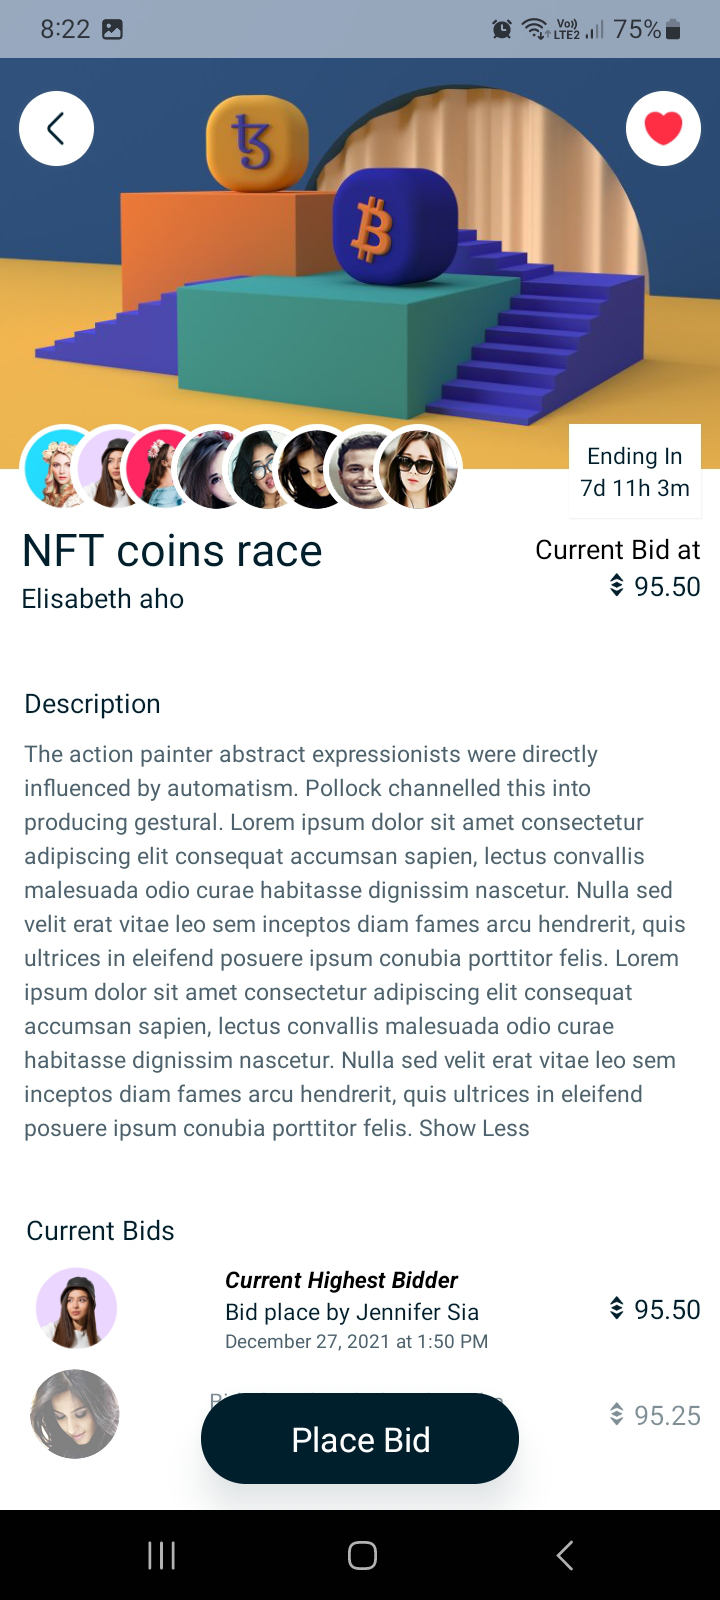 8:22
Vo))
LTE2
75%
Ending In
7d 11h 3m
NFT coins race
Current Bid at
Elisabeth aho
95.50
Description
The action painter abstract expressionists were directly
influenced by automatism. Pollock channelled this into
producing gestural. Lorem ipsum dolor sit amet consectetur
adipiscing elit consequat accumsan sapien, lectus convallis
malesuada odio curae habitasse dignissim nascetur. Nulla sed
velit erat vitae leo sem inceptos diam fames arcu hendrerit, quis
ultrices in eleifend posuere ipsum conubia porttitor felis. Lorem
ipsum dolor sit amet consectetur adipiscing elit consequat
accumsan sapien, lectus convallis malesuada odio curae
habitasse dignissim nascetur. Nulla sed velit erat vitae leo sem
inceptos diam fames arcu hendrerit, quis ultrices in eleifend
posuere ipsum conubia porttitor felis. Show Less
Current Bids
Current Highest Bidder
Bid place by Jennifer Sia
95.50
December 27, 2021 at 1:50 PM
95.25
Place Bid